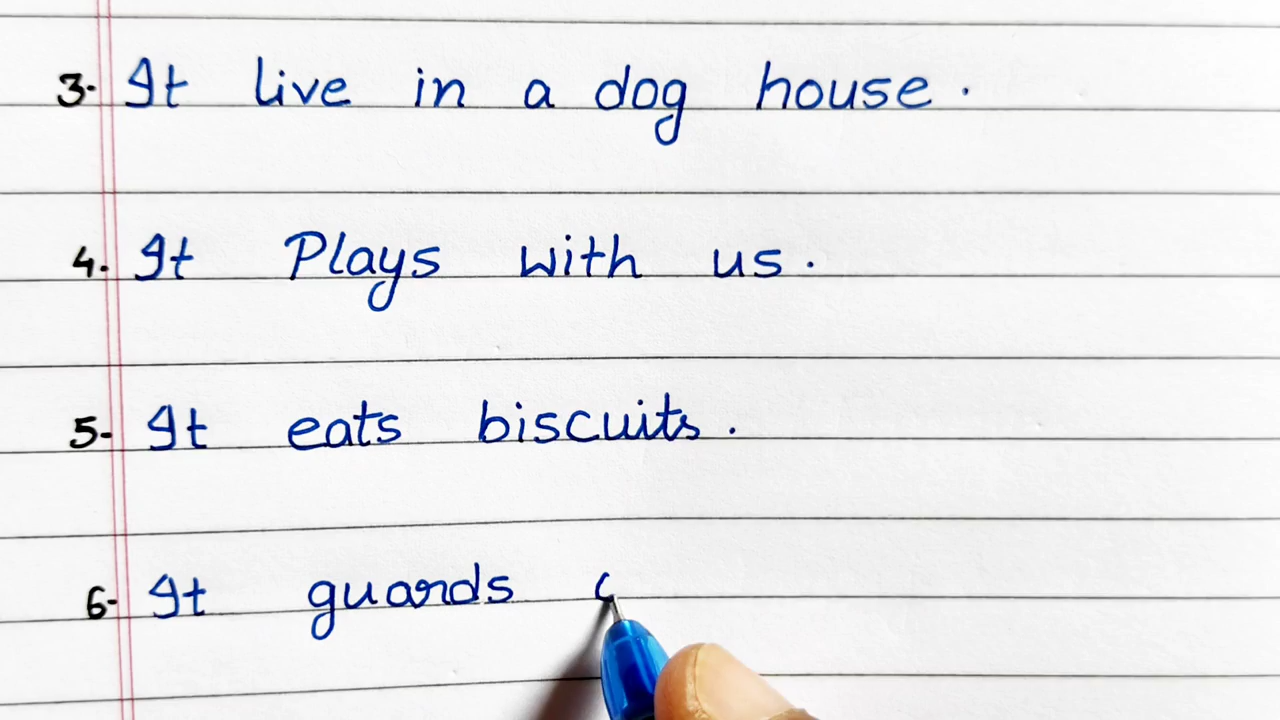 3. It live in a dog house.
4. It Plays with us.
5. It eats biscuits.
6. It guards